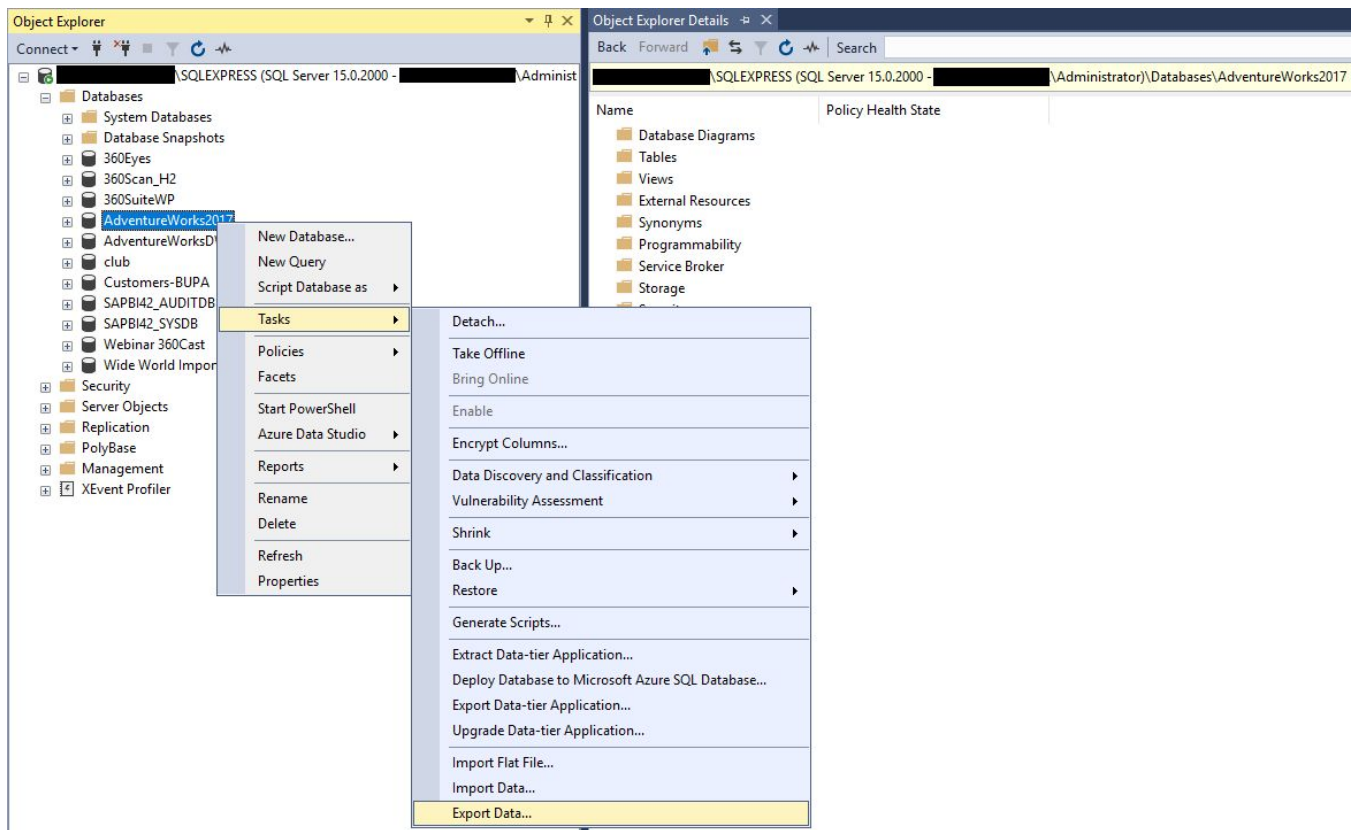 Object Explorer
Connect
\SQLEXPRESS (SQL Server 15.0.2000 - \Administ
Databases
System Databases
Database Snapshots
360Eyes
360Scan_H2
360SuiteWP
AdventureWorks2017
AdventureWorksD
club
Customers-BUPA
SAPBI42_AUDITDB
SAPBI42_SYSDB
Webinar 360Cast
Wide World Impor
Security
Server Objects
Replication
PolyBase
Management
XEvent Profiler
New Database...
New Query
Script Database as
Tasks
Policies
Facets
Start PowerShell
Azure Data Studio
Reports
Rename
Delete
Refresh
Properties
Detach...
Take Offline
Bring Online
Enable
Encrypt Columns...
Data Discovery and Classification
Vulnerability Assessment
Shrink
Back Up...
Restore
Generate Scripts...
Extract Data-tier Application...
Deploy Database to Microsoft Azure SQL Database...
Export Data-tier Application...
Upgrade Data-tier Application...
Import Flat File...
Import Data...
Export Data...
Object Explorer Details
Back Forward Search
\SQLEXPRESS (SQL Server 15.0.2000 - \Administrator)\Databases\AdventureWorks2017
Name Policy Health State
Database Diagrams
Tables
Views
External Resources
Synonyms
Programmability
Service Broker
Storage